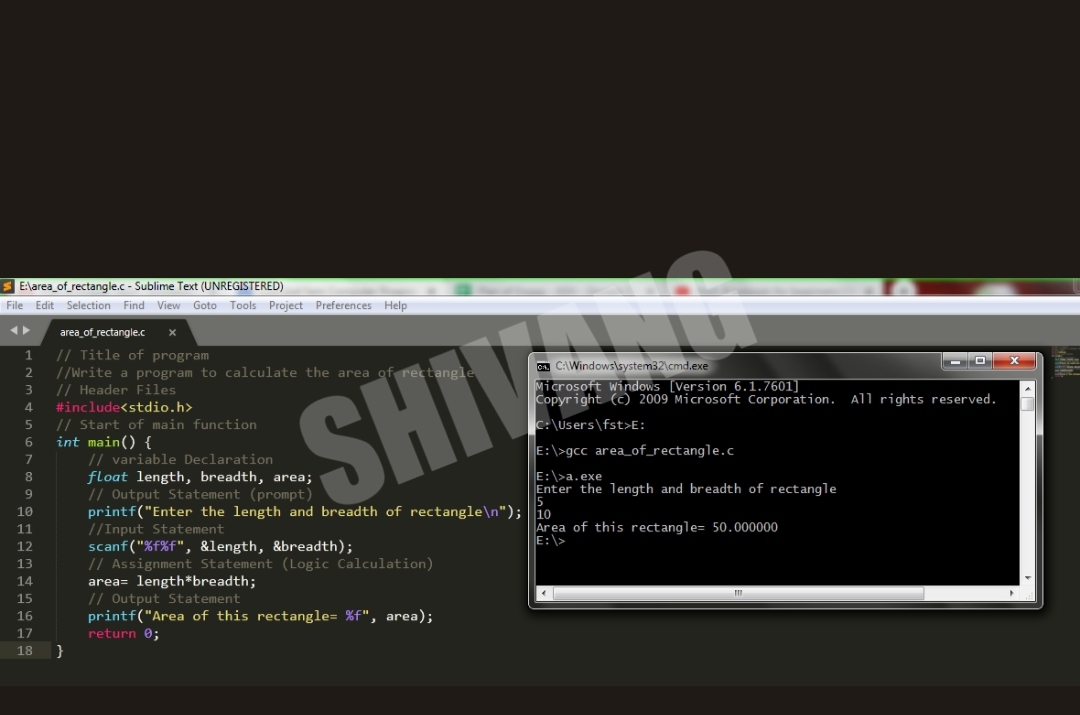 E:\area_of_rectangle.c - Sublime Text (UNREGISTERED)
File Edit Selection Find View Goto Tools Project Preferences Help
area_of_rectangle.c
1 // Title of program
2 //Write a program to calculate the area of rectangle
3 // Header Files
4 #include<stdio.h>
5 // Start of main function
6 int main() {
7 // variable Declaration
8 float length, breadth, area;
9 // Output Statement (prompt)
10 printf("Enter the length and breadth of rectangle\n");
11 //Input Statement
12 scanf("%f%f", &length, &breadth);
13 // Assignment Statement (Logic Calculation)
14 area= length*breadth;
15 // Output Statement
16 printf("Area of this rectangle= %f", area);
17 return 0;
18 }
SHIVANG
C:\Windows\system32\cmd.exe
Microsoft Windows [Version 6.1.7601]
Copyright (c) 2009 Microsoft Corporation. All rights reserved.
C:\Users\fst>E:
E:\>gcc area_of_rectangle.c
E:\>a.exe
Enter the length and breadth of rectangle
5
10
Area of this rectangle= 50.000000
E:\>